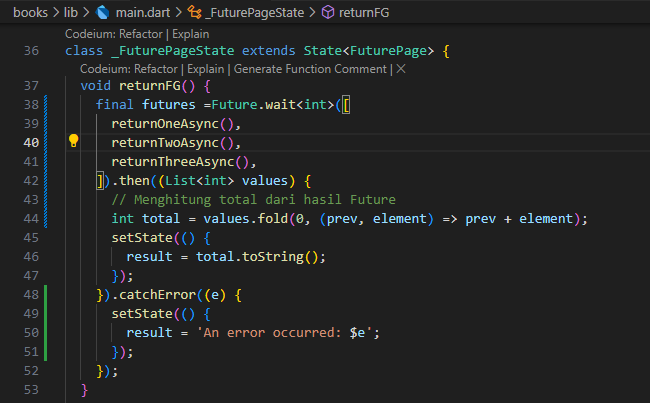 books > lib > main.dart > _FuturePageState > returnFG
Codeium: Refactor | Explain
36 class _FuturePageState extends State<FuturePage> {
Codeium: Refactor | Explain | Generate Function Comment | ×
37   void returnFG() {
38     final futures =Future.wait<int>([
39       returnOneAsync(),
40       returnTwoAsync(),
41       returnThreeAsync(),
42     ]).then((List<int> values) {
43       // Menghitung total dari hasil Future
44       int total = values.fold(0, (prev, element) => prev + element);
45       setState(() {
46         result = total.toString();
47       });
48     }).catchError((e) {
49       setState(() {
50         result = 'An error occurred: $e';
51       });
52     });
53   }